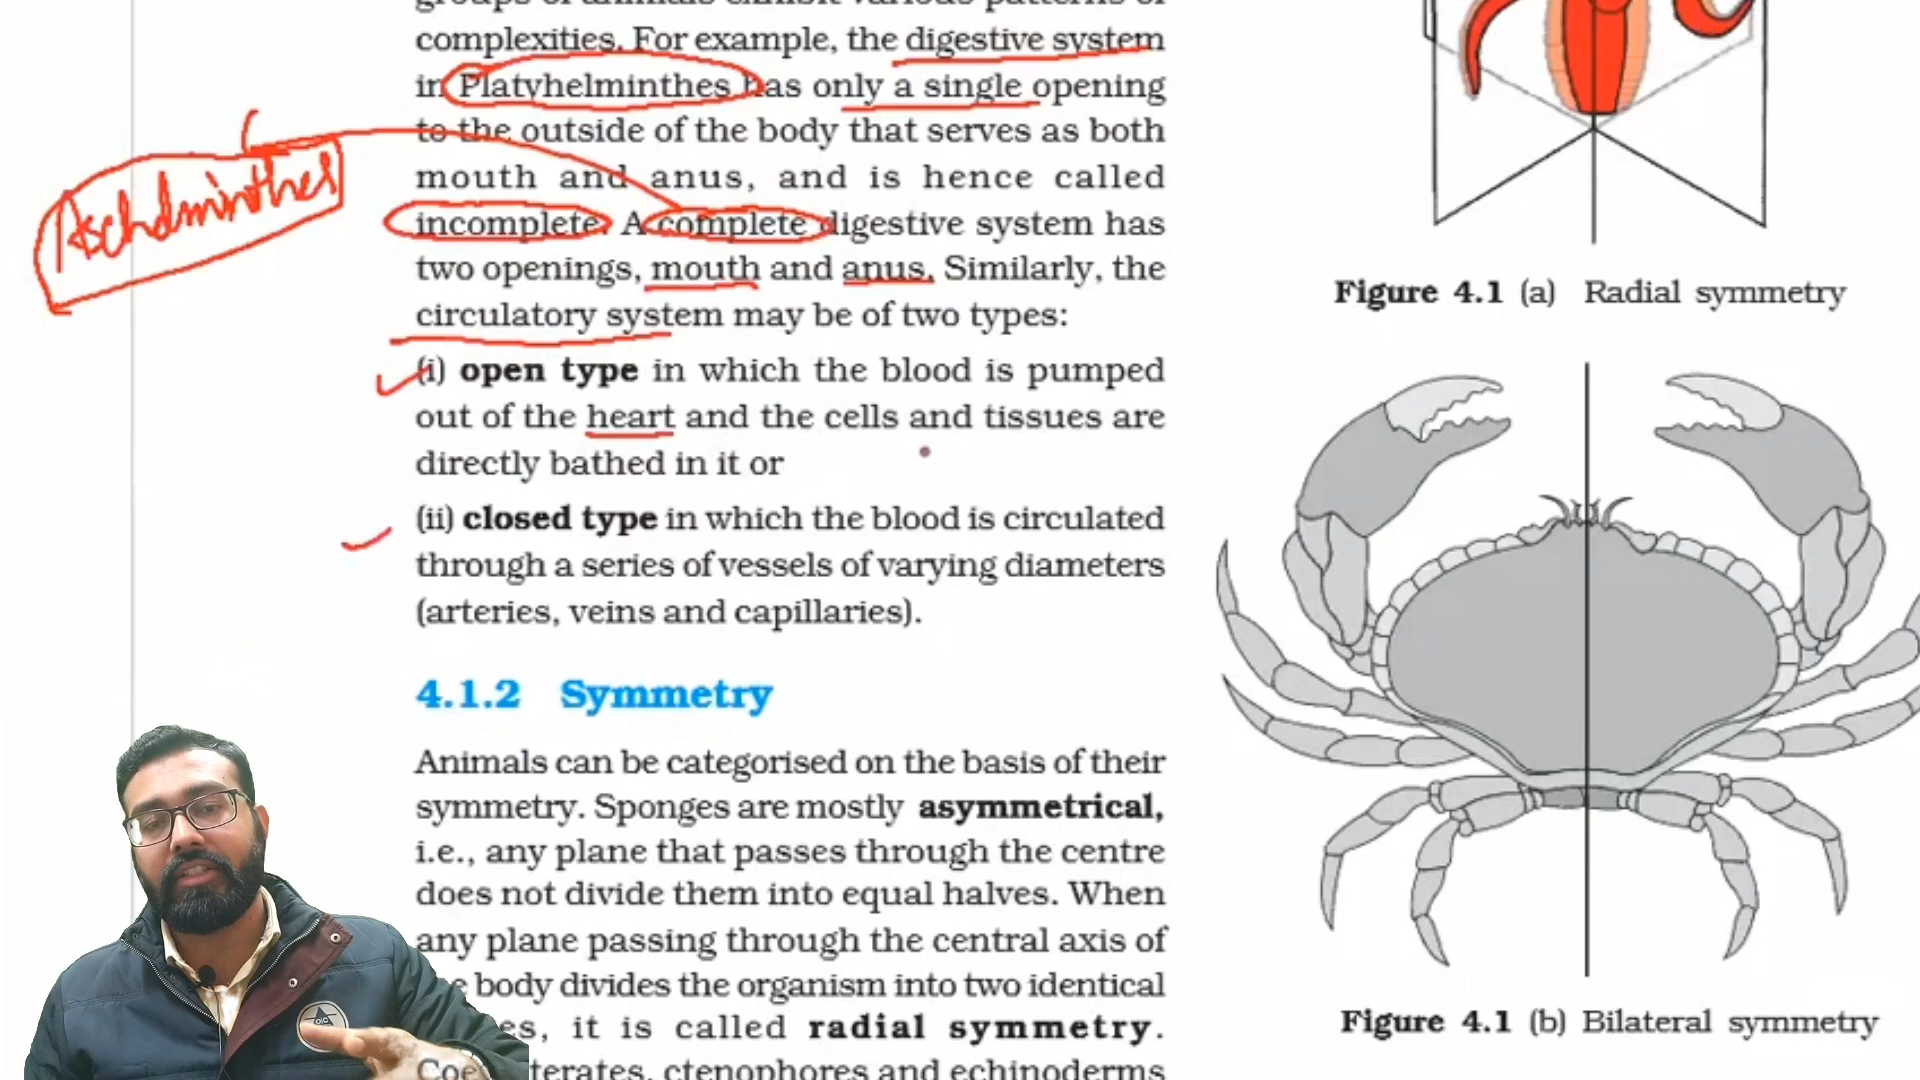 groups of animals exhibit various patterns of
complexities. For example, the digestive system
in Platyhelminthes has only a single opening
to the outside of the body that serves as both
mouth and anus, and is hence called
incomplete. A complete digestive system has
two openings, mouth and anus. Similarly, the
circulatory system may be of two types:
(i) open type in which the blood is pumped
out of the heart and the cells and tissues are
directly bathed in it or
(ii) closed type in which the blood is circulated
through a series of vessels of varying diameters
(arteries, veins and capillaries).
4.1.2 Symmetry
Animals can be categorised on the basis of their
symmetry. Sponges are mostly asymmetrical,
i.e., any plane that passes through the centre
does not divide them into equal halves. When
any plane passing through the central axis of
body divides the organism into two identical
it is called radial symmetry.
ctenophores and echinoderms
Aschelminthes
Figure 4.1 (a) Radial symmetry
Figure 4.1 (b) Bilateral symmetry